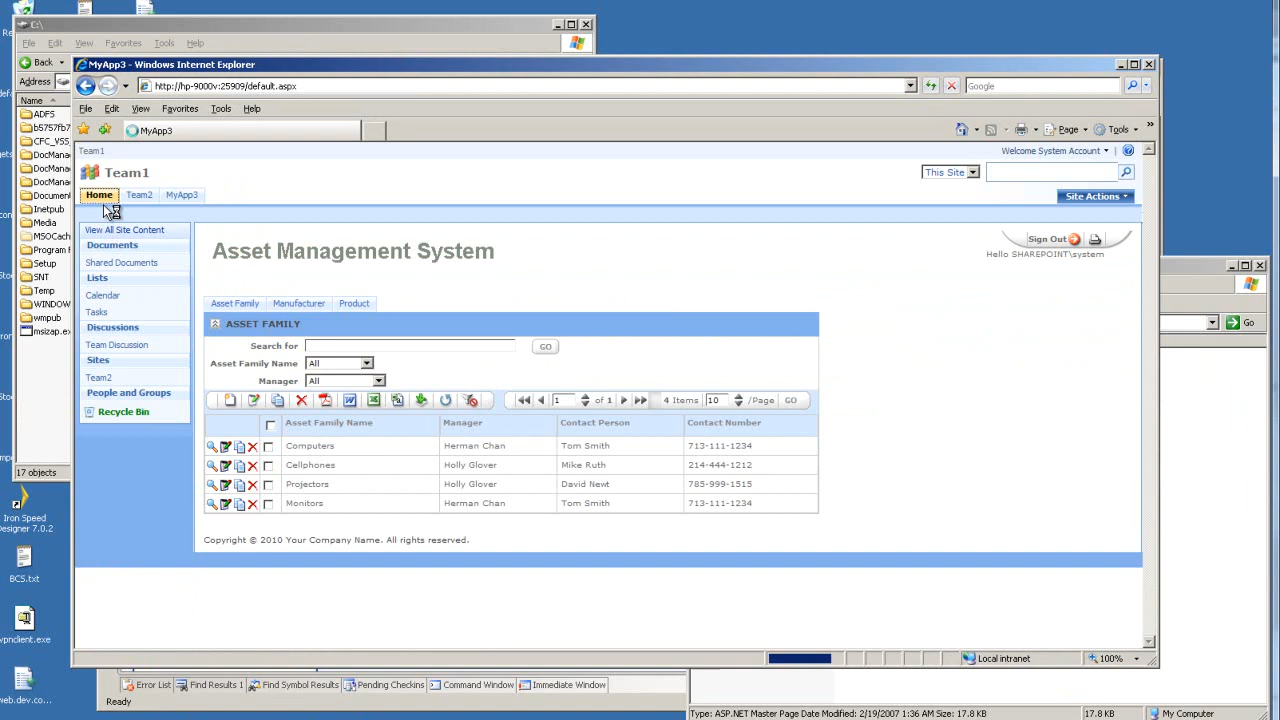 C:\
File Edit View Favorites Tools Help
Back
Address
Name
ADFS
b5757fb7
CFC_VSS
DocMana
DocMana
DocMana
Document
Inetpub
Media
MSOCach
Program F
Setup
SNT
Temp
WINDOW
wmpub
msizap.ex
17 objects
Iron Speed
Designer 7.0.2
BCS.txt
vpnclient.exe
web.dev.co...
MyApp3 - Windows Internet Explorer
http://hp-9000v:25909/default.aspx
Google
File Edit View Favorites Tools Help
MyApp3
Page Tools »
Team1
Welcome System Account
Team1
This Site
Home Team2 MyApp3
Site Actions
View All Site Content
Documents
Shared Documents
Lists
Calendar
Tasks
Discussions
Team Discussion
Sites
Team2
People and Groups
Recycle Bin
Asset Management System
Sign Out
Hello SHAREPOINT\system
Asset Family Manufacturer Product
ASSET FAMILY
Search for GO
Asset Family Name All
Manager All
1 of 1 4 Items 10 /Page GO
Asset Family Name Manager Contact Person Contact Number
Computers Herman Chan Tom Smith 713-111-1234
Cellphones Holly Glover Mike Ruth 214-444-1212
Projectors Holly Glover David Newt 785-999-1515
Monitors Herman Chan Tom Smith 713-111-1234
Copyright © 2010 Your Company Name. All rights reserved.
Local intranet 100%
Go
Error List Find Results 1 Find Symbol Results Pending Checkins Command Window Immediate Window
Ready
Type: ASP.NET Master Page Date Modified: 2/19/2007 1:36 AM Size: 17.8 KB 17.8 KB My Computer